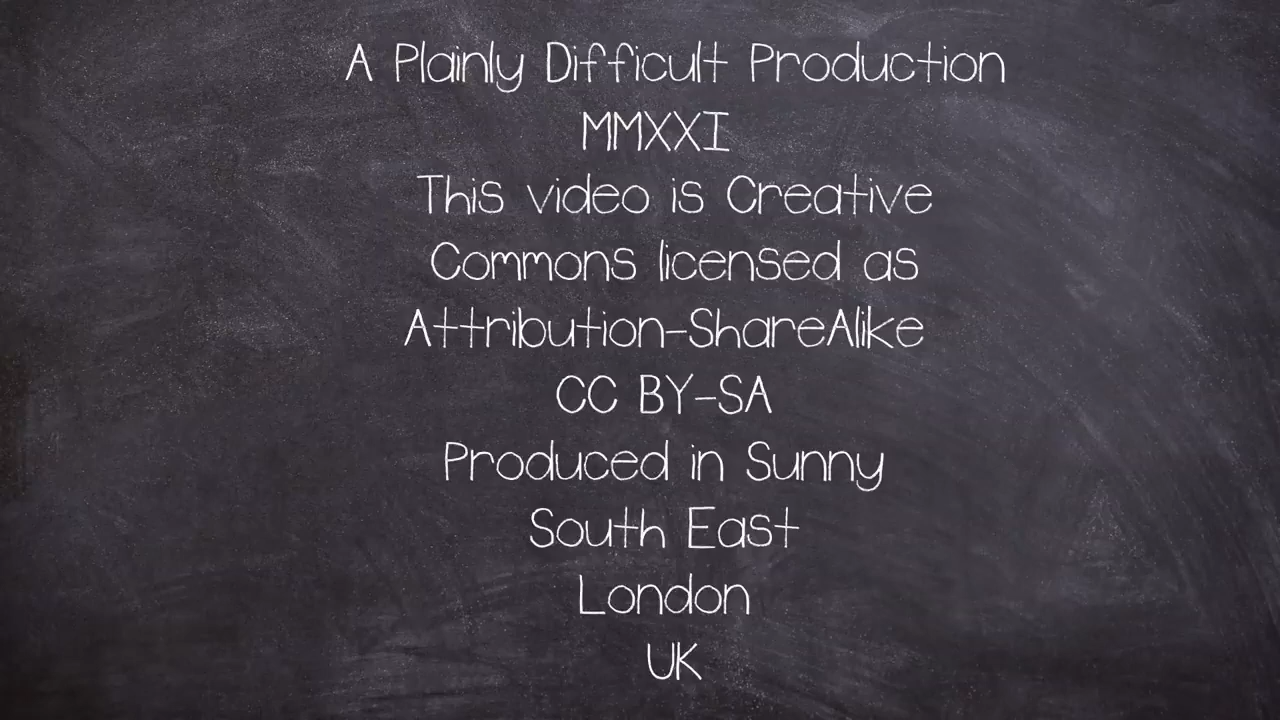 A Plainly Difficult Production
MMXXI
This video is Creative
Commons licensed as
Attribution-ShareAlike
CC BY-SA
Produced in Sunny
South East
London
UK